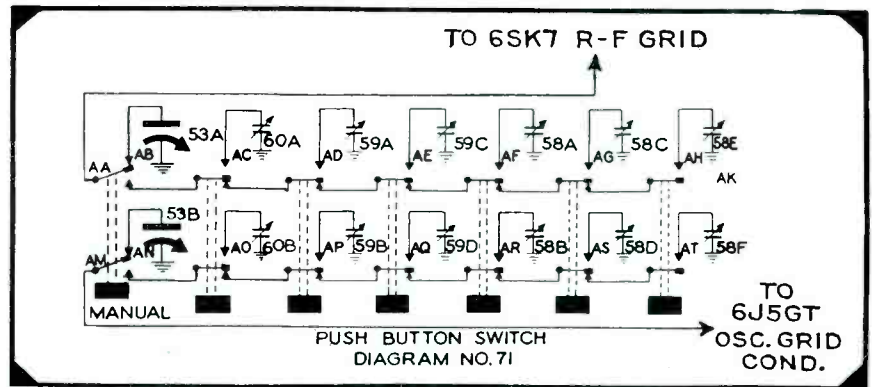 TO 6SK7 R-F GRID
53A 60A 59A 59C 58A 58C 58E
AA AB AC AD AE AF AG AH AK
53B 60B 59B 59D 58B 58D 58F
AM AN AO AP AQ AR AS AT
MANUAL
PUSH BUTTON SWITCH
DIAGRAM NO. 71
TO
6J5GT
OSC. GRID
COND.